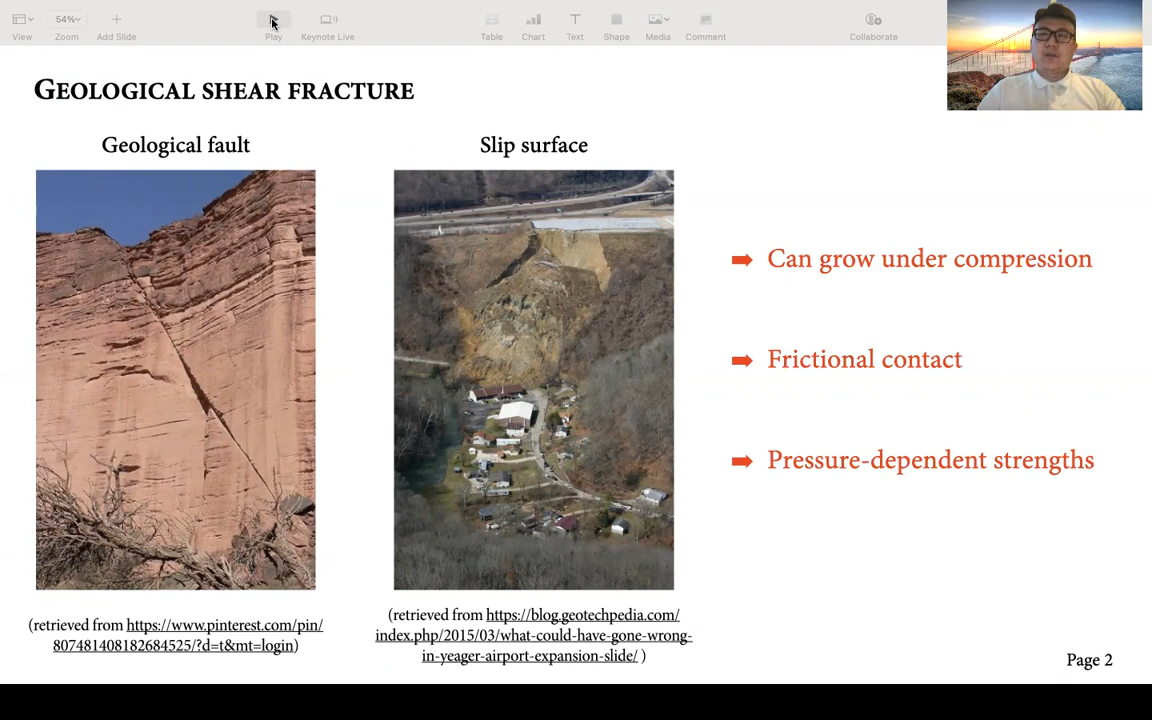 54%
View
Zoom
Add Slide
Play
Keynote Live
Table
Chart
Text
Shape
Media
Comment
Collaborate
GEOLOGICAL SHEAR FRACTURE
Geological fault
Slip surface
Can grow under compression
Frictional contact
Pressure-dependent strengths
(retrieved from https://www.pinterest.com/pin/
807481408182684525/?d=t&mt=login)
(retrieved from https://blog.geotechpedia.com/
index.php/2015/03/what-could-have-gone-wrong-
in-yeager-airport-expansion-slide/ )
Page 2